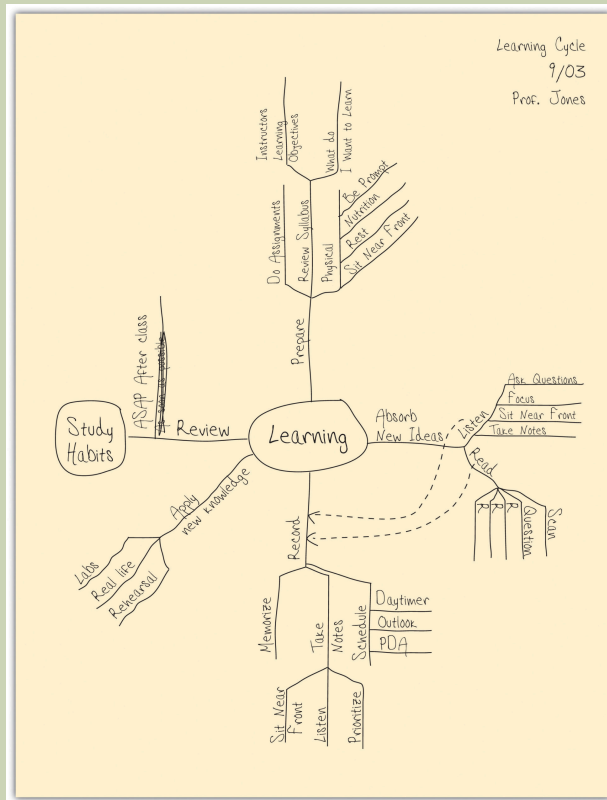 Learning Cycle
9/03
Prof. Jones
Instructors
Learning
Objectives
What do
I Want to Learn
Do Assignments
Review Syllabus
Physical
Be Prompt
Nutrition
Rest
Sit Near Front
Prepare
ASAP After class
Review
Study
Habits
Learning
Absorb
New Ideas
Listen
Ask Questions
Focus
Sit Near Front
Take Notes
Read
R
R
R
Question
Scan
Apply
new knowledge
Labs
Real life
Rehearsal
Record
Memorize
Take
Notes
Schedule
Daytimer
Outlook
PDA
Sit Near
Front
Listen
Prioritize